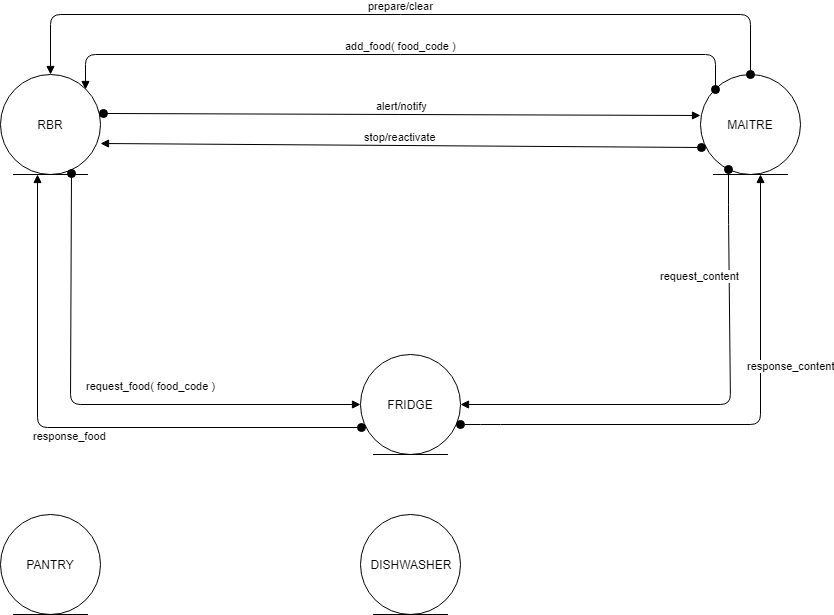 prepare/clear
add_food( food_code )
alert/notify
RBR
MAITRE
stop/reactivate
request_content
response_content
request_food( food_code )
FRIDGE
response_food
PANTRY
DISHWASHER